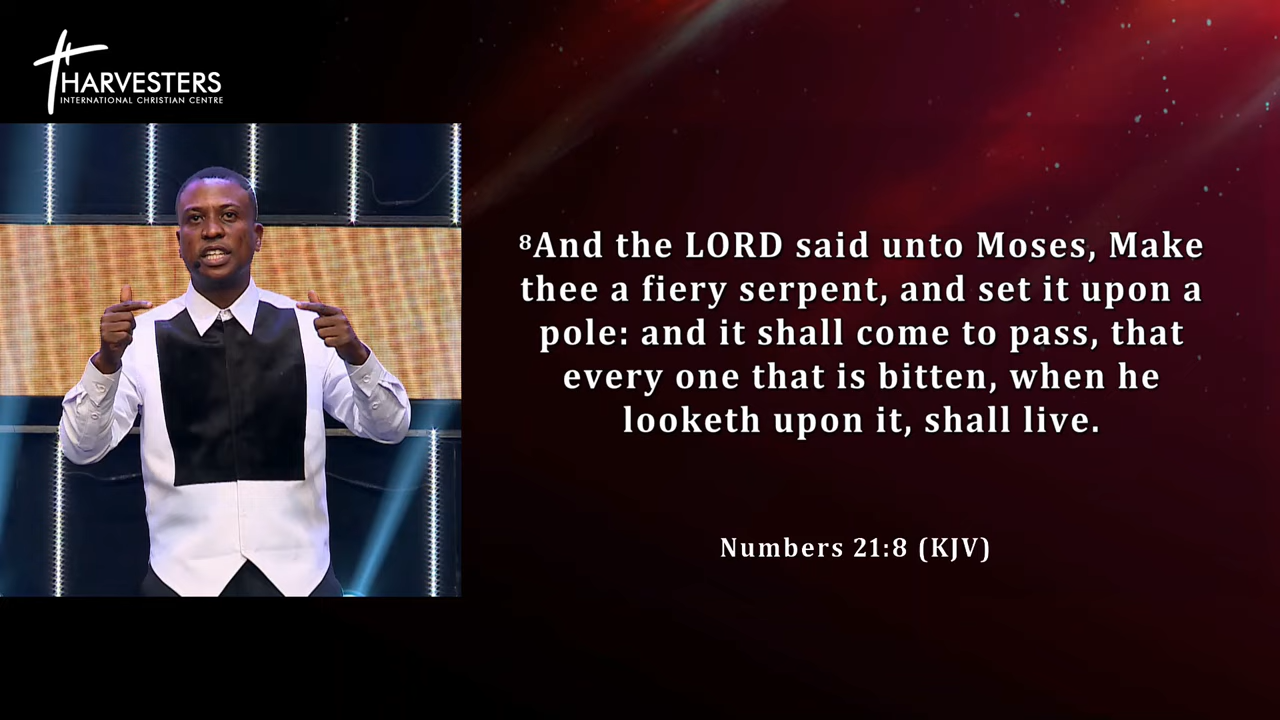 HARVESTERS
INTERNATIONAL CHRISTIAN CENTRE
⁸And the LORD said unto Moses, Make
thee a fiery serpent, and set it upon a
pole: and it shall come to pass, that
every one that is bitten, when he
looketh upon it, shall live.
Numbers 21:8 (KJV)